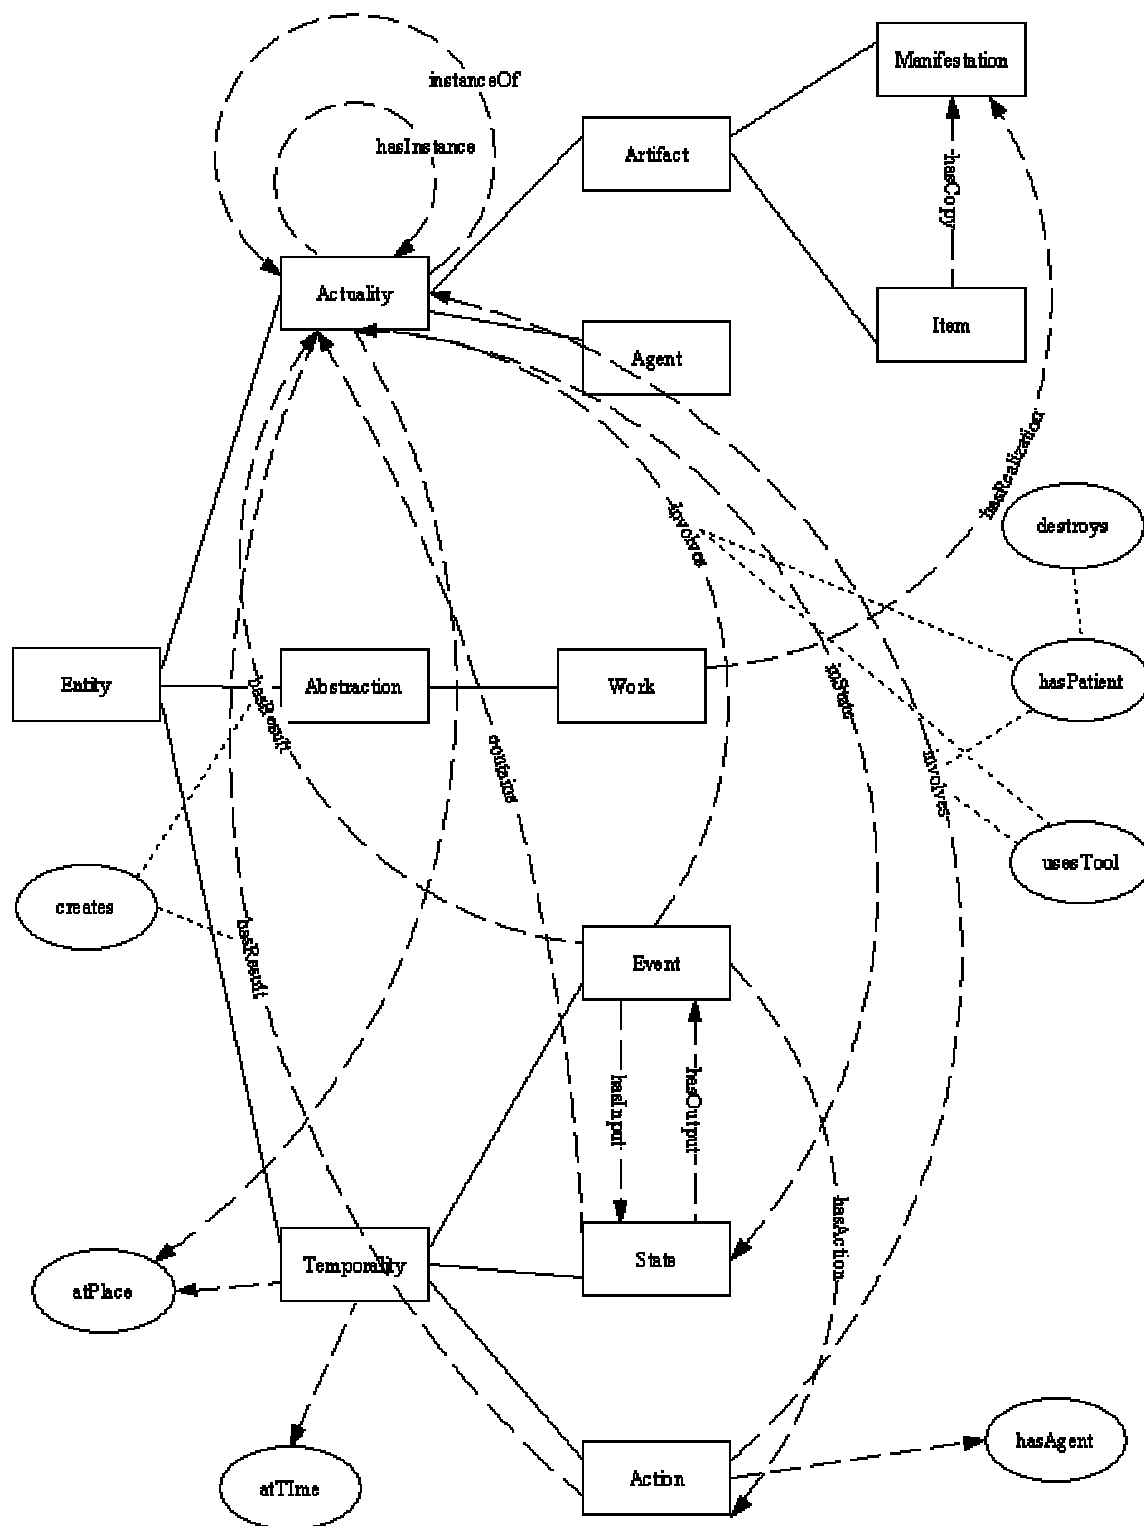 instanceOf
hasInstance
Manifestation
Artifact
hasCopy
Actuality
Item
Agent
hasRealization
involves
destroys
Entity
Abstraction
Work
hasPatient
inState
hasResult
contains
involves
usesTool
creates
hasResult
Event
hasInput
hasOutput
hasAction
Temporality
State
atPlace
atTIme
Action
hasAgent